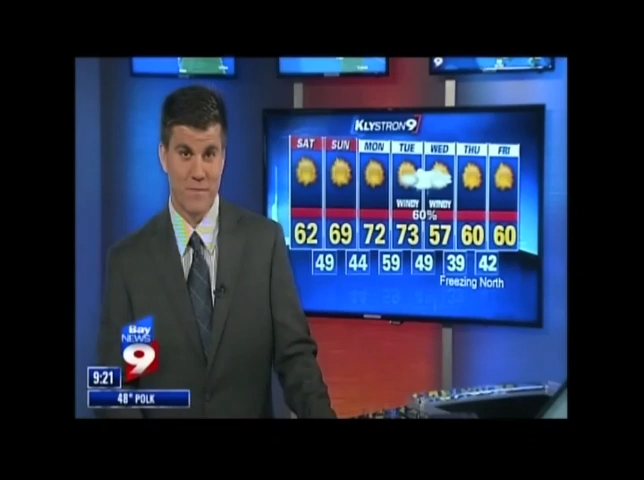 KLYSTRON 9
SAT SUN MON TUE WED THU FRI
WINDY WINDY
60%
62 69 72 73 57 60 60
49 44 59 49 39 42
Freezing North
Bay
NEWS
9
9:21
48° POLK
9